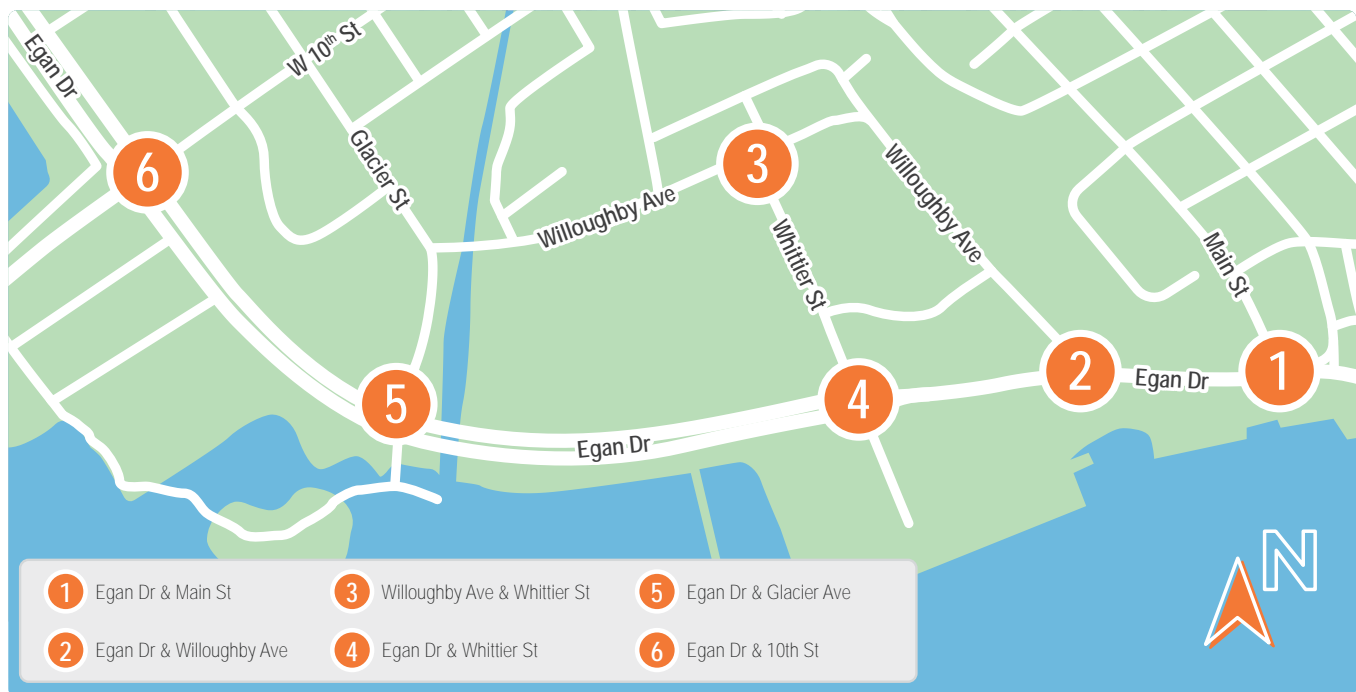 Egan Dr
W 10th St
6
Glacier St
3
Willoughby Ave
Willoughby Ave
Whittier St
Main St
5
4
2
Egan Dr
1
Egan Dr
N
1 Egan Dr & Main St
3 Willoughby Ave & Whittier St
5 Egan Dr & Glacier Ave
2 Egan Dr & Willoughby Ave
4 Egan Dr & Whittier St
6 Egan Dr & 10th St